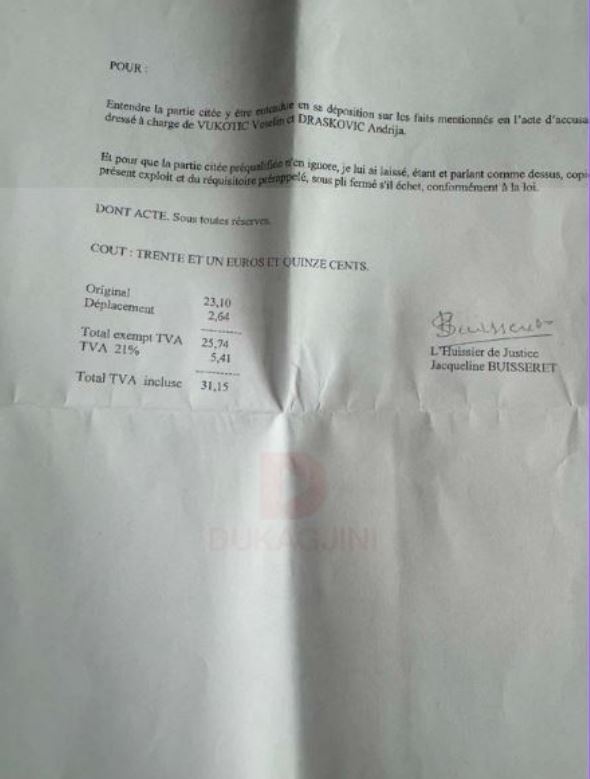 POUR :
Entendre la partie citée y être entendue en sa déposition sur les faits mentionnés en l'acte d'accusa
dressé à charge de VUKOTIC Veselin et DRASKOVIC Andrija.
Et pour que la partie citée préqualifiée n'en ignore, je lui ai laissé, étant et parlant comme dessus, copi
présent exploit et du réquisitoire prérappelé, sous pli fermé s'il échet, conformément à la loi.
DONT ACTE. Sous toutes réserves.
COUT : TRENTE ET UN EUROS ET QUINZE CENTS.
Original 23,10
Déplacement 2,64
----------
Total exempt TVA 25,74
TVA 21% 5,41
----------
Total TVA incluse 31,15
Buisseret
L'Huissier de Justice
Jacqueline BUISSERET
D
DUKAGJINI